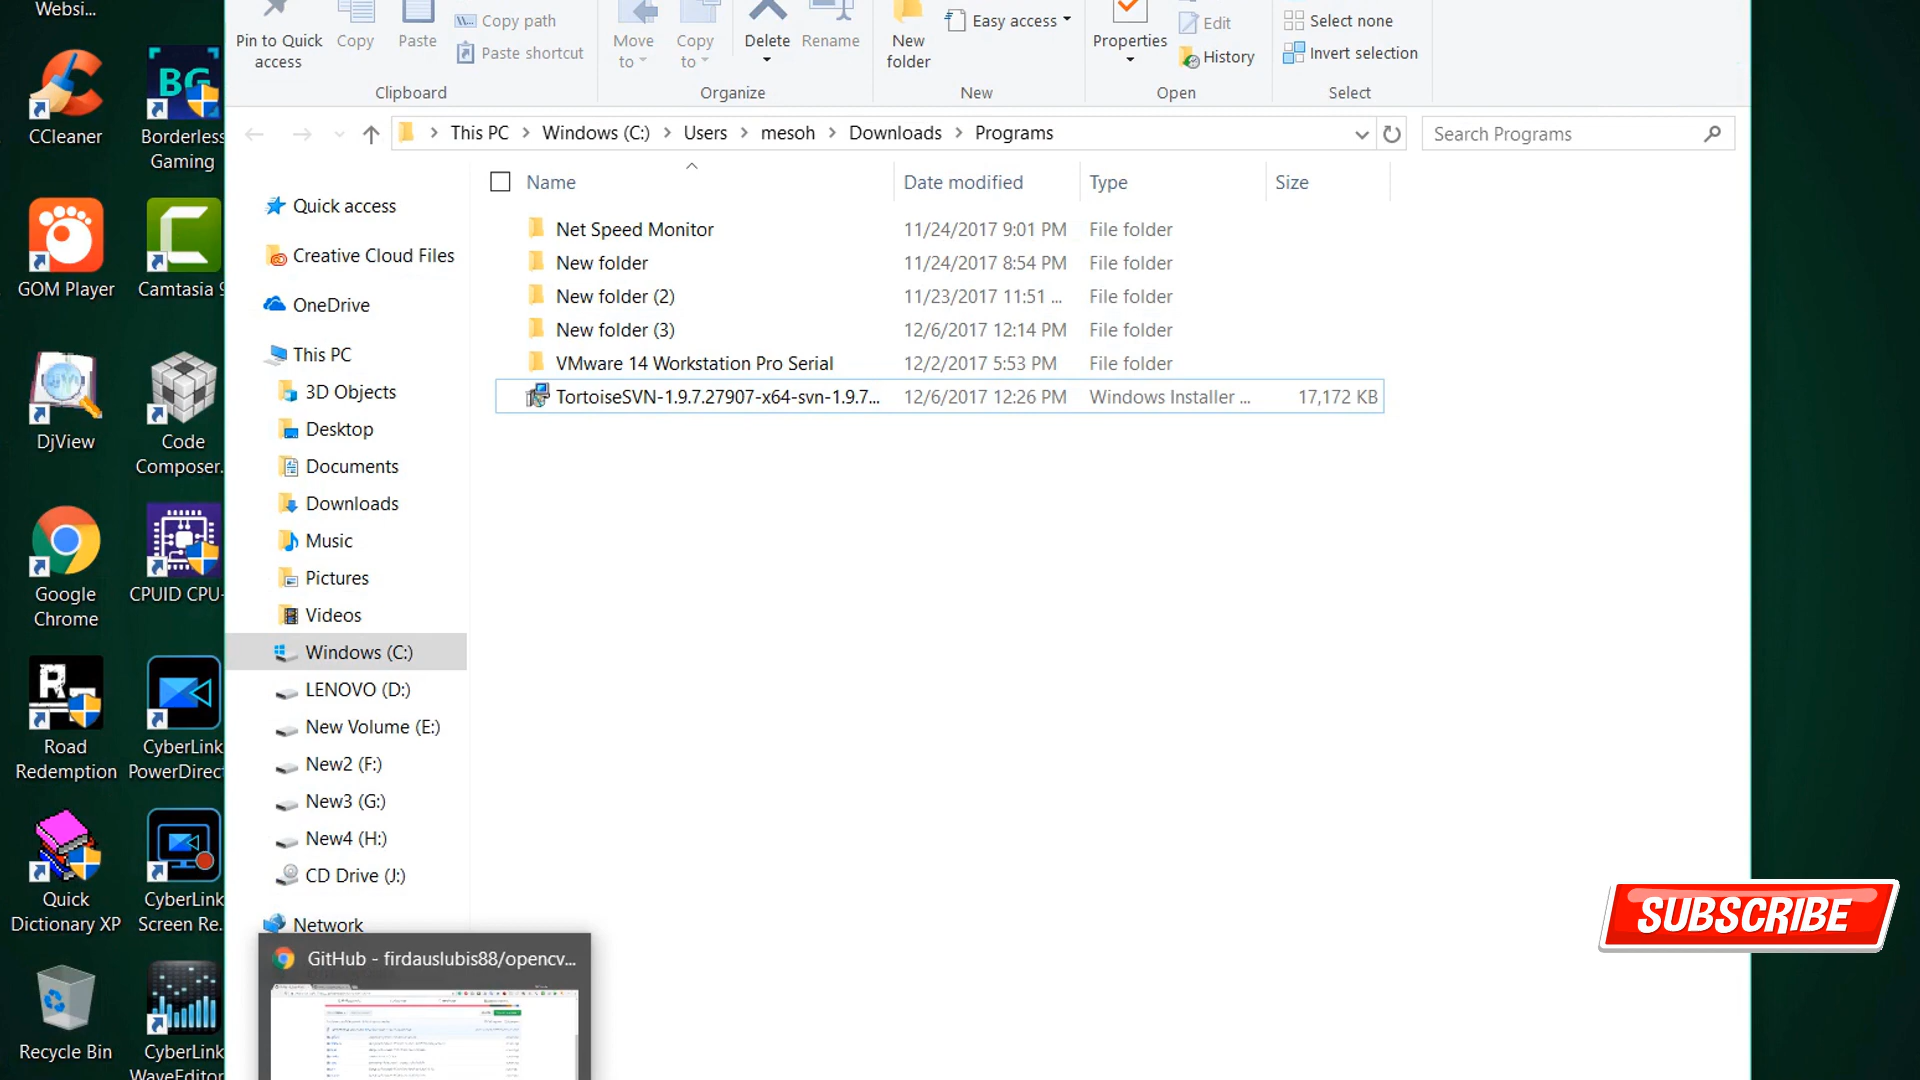 Websi...
CCleaner
BG
Borderless
Gaming
GOM Player
Camtasia 9
DjView
Code
Composer.
Google
Chrome
CPUID CPU-
Road
Redemption
CyberLink
PowerDirect
Quick
Dictionary XP
CyberLink
Screen Re..
Recycle Bin
CyberLink
WaveEditor
Pin to Quick
access
Copy
Paste
Copy path
Paste shortcut
Clipboard
Move
to
Copy
to
Delete
Rename
Organize
New
folder
Easy access
New
Properties
Edit
History
Open
Select none
Invert selection
Select
This PC
Windows (C:)
Users
mesoh
Downloads
Programs
Search Programs
Name
Date modified
Type
Size
Net Speed Monitor
11/24/2017 9:01 PM
File folder
New folder
11/24/2017 8:54 PM
File folder
New folder (2)
11/23/2017 11:51 ...
File folder
New folder (3)
12/6/2017 12:14 PM
File folder
VMware 14 Workstation Pro Serial
12/2/2017 5:53 PM
File folder
TortoiseSVN-1.9.7.27907-x64-svn-1.9.7...
12/6/2017 12:26 PM
Windows Installer ...
17,172 KB
Quick access
Creative Cloud Files
OneDrive
This PC
3D Objects
Desktop
Documents
Downloads
Music
Pictures
Videos
Windows (C:)
LENOVO (D:)
New Volume (E:)
New2 (F:)
New3 (G:)
New4 (H:)
CD Drive (J:)
Network
GitHub - firdauslubis88/opencv...
SUBSCRIBE